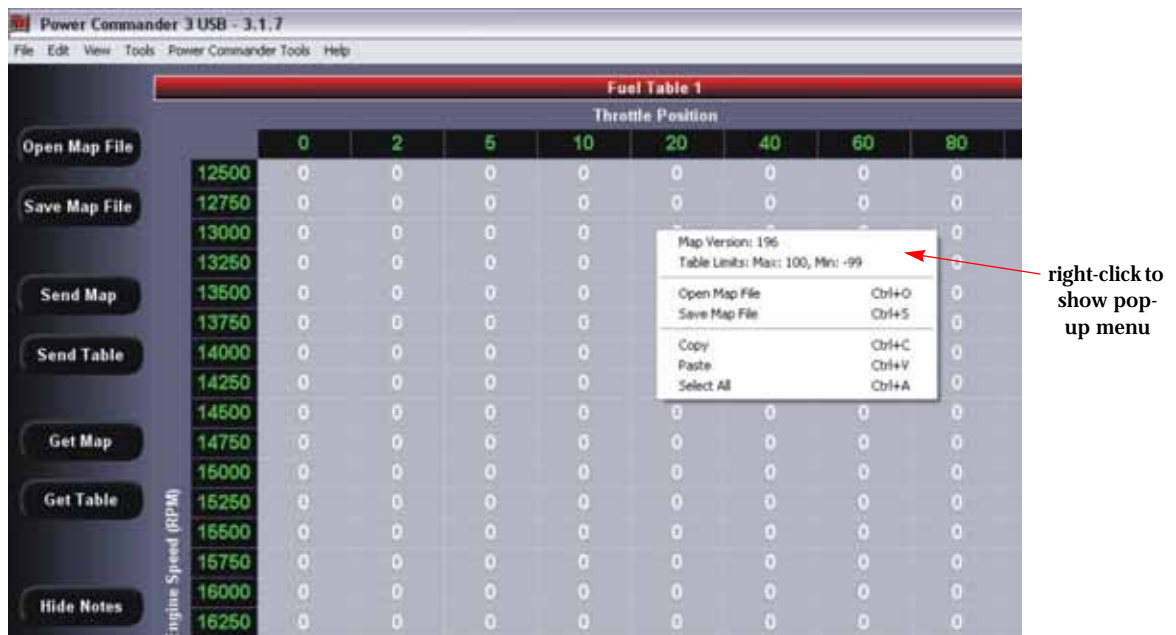 Power Commander 3 USB - 3.1.7
File Edit View Tools Power Commander Tools Help
Fuel Table 1
Throttle Position
Open Map File
0 2 5 10 20 40 60 80
12500 0 0 0 0 0 0 0 0
Save Map File
12750 0 0 0 0 0 0 0 0
13000 0 0 0 0 0
Map Version: 196
13250 0 0 0 0 0
Table Limits: Max: 100, Min: -99
Send Map
13500 0 0 0 0 0
Open Map File Ctrl+O
13750 0 0 0 0 0
Save Map File Ctrl+S
Send Table
14000 0 0 0 0 0
Copy Ctrl+C
Paste Ctrl+V
14250 0 0 0 0 0
Select All Ctrl+A
14500 0 0 0 0 0 0 0 0
Get Map
14750 0 0 0 0 0 0 0 0
15000 0 0 0 0 0 0 0 0
Get Table
15250 0 0 0 0 0 0 0 0
15500 0 0 0 0 0 0 0 0
15750 0 0 0 0 0 0 0 0
16000 0 0 0 0 0 0 0 0
Hide Notes
16250 0 0 0 0 0 0 0 0
Speed (RPM)
right-click to
show pop-
up menu